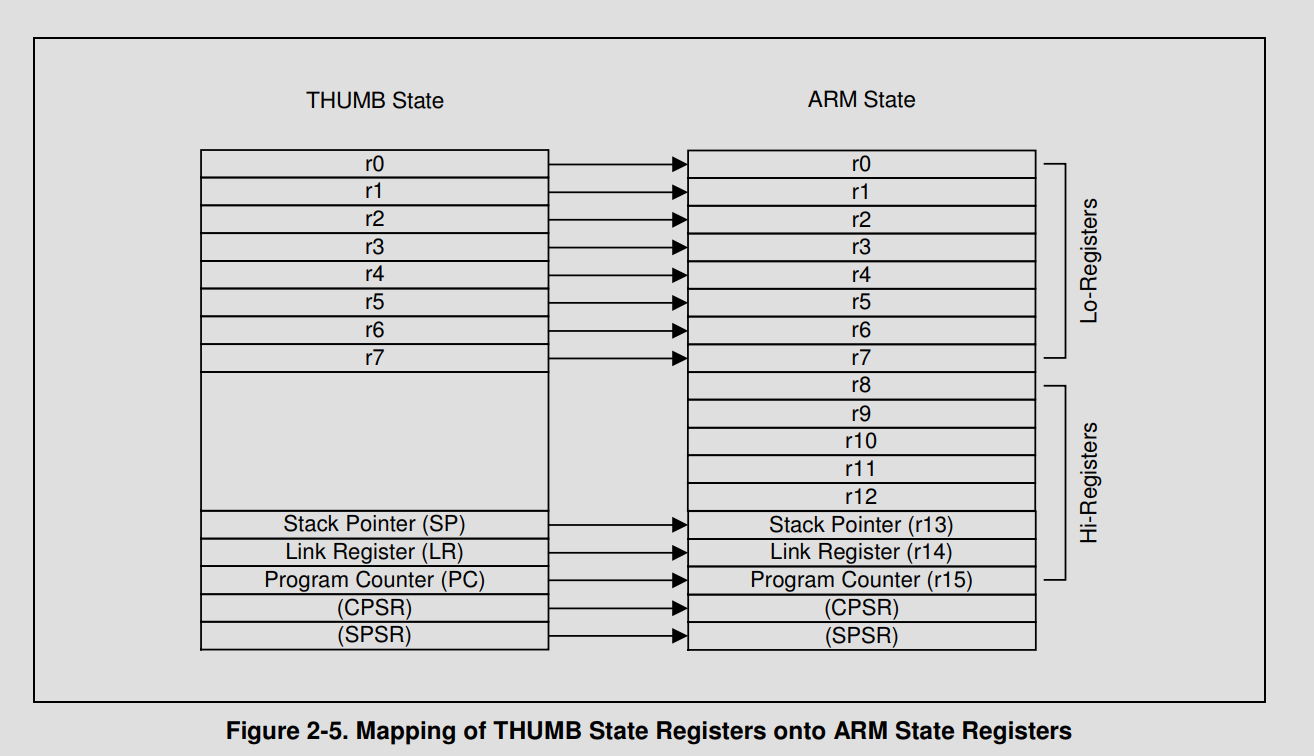 THUMB State
ARM State
r0
r0
r1
r1
r2
r2
r3
r3
r4
r4
r5
r5
r6
r6
r7
r7
r8
r9
r10
r11
r12
Stack Pointer (SP)
Stack Pointer (r13)
Link Register (LR)
Link Register (r14)
Program Counter (PC)
Program Counter (r15)
(CPSR)
(CPSR)
(SPSR)
(SPSR)
Lo-Registers
Hi-Registers
Figure 2-5. Mapping of THUMB State Registers onto ARM State Registers